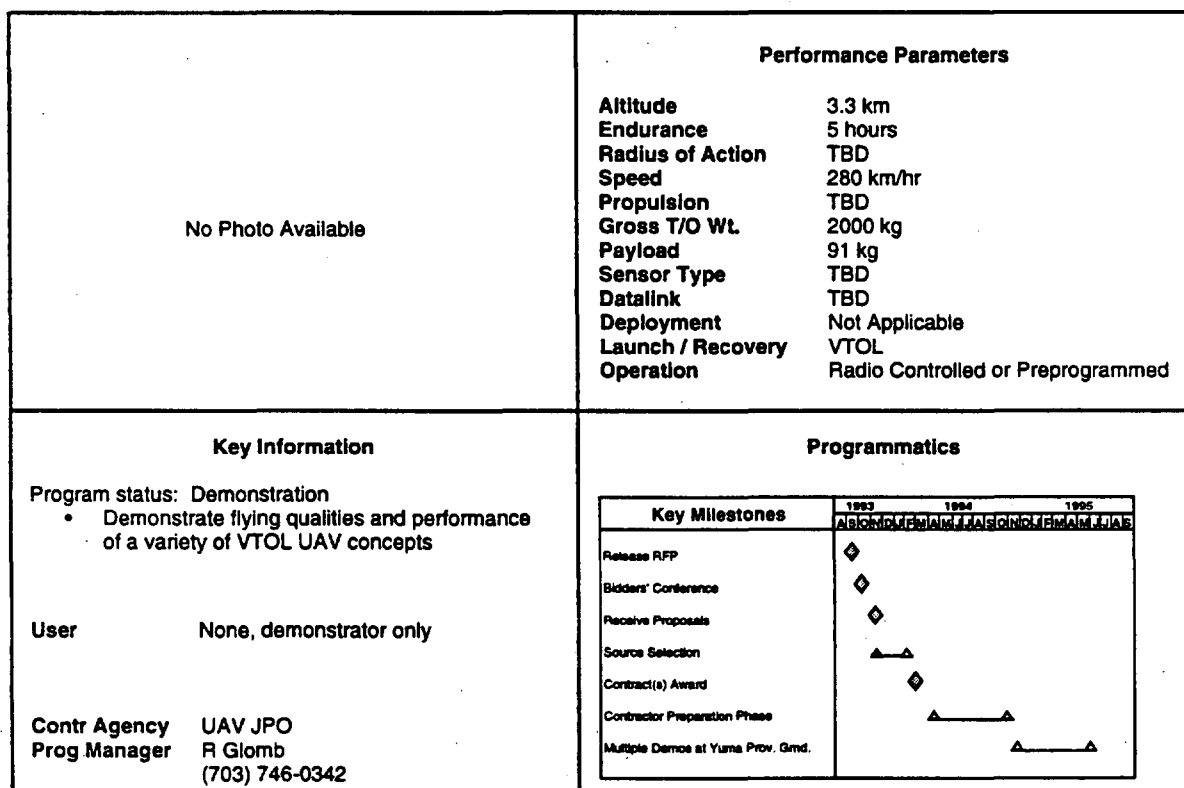 No Photo Available
Performance Parameters
Altitude 3.3 km
Endurance 5 hours
Radius of Action TBD
Speed 280 km/hr
Propulsion TBD
Gross T/O Wt. 2000 kg
Payload 91 kg
Sensor Type TBD
Datalink TBD
Deployment Not Applicable
Launch / Recovery VTOL
Operation Radio Controlled or Preprogrammed
Key Information
Program status: Demonstration
• Demonstrate flying qualities and performance
of a variety of VTOL UAV concepts
User None, demonstrator only
Contr Agency UAV JPO
Prog Manager R Glomb
(703) 746-0342
Programmatics
Key Milestones 1993 1994 1995
A S O N D J F M A M J J A S O N D J F M A M J J A S
Release RFP
Bidders' Conference
Receive Proposals
Source Selection
Contract(s) Award
Contractor Preparation Phase
Multiple Demos at Yuma Prov. Grnd.